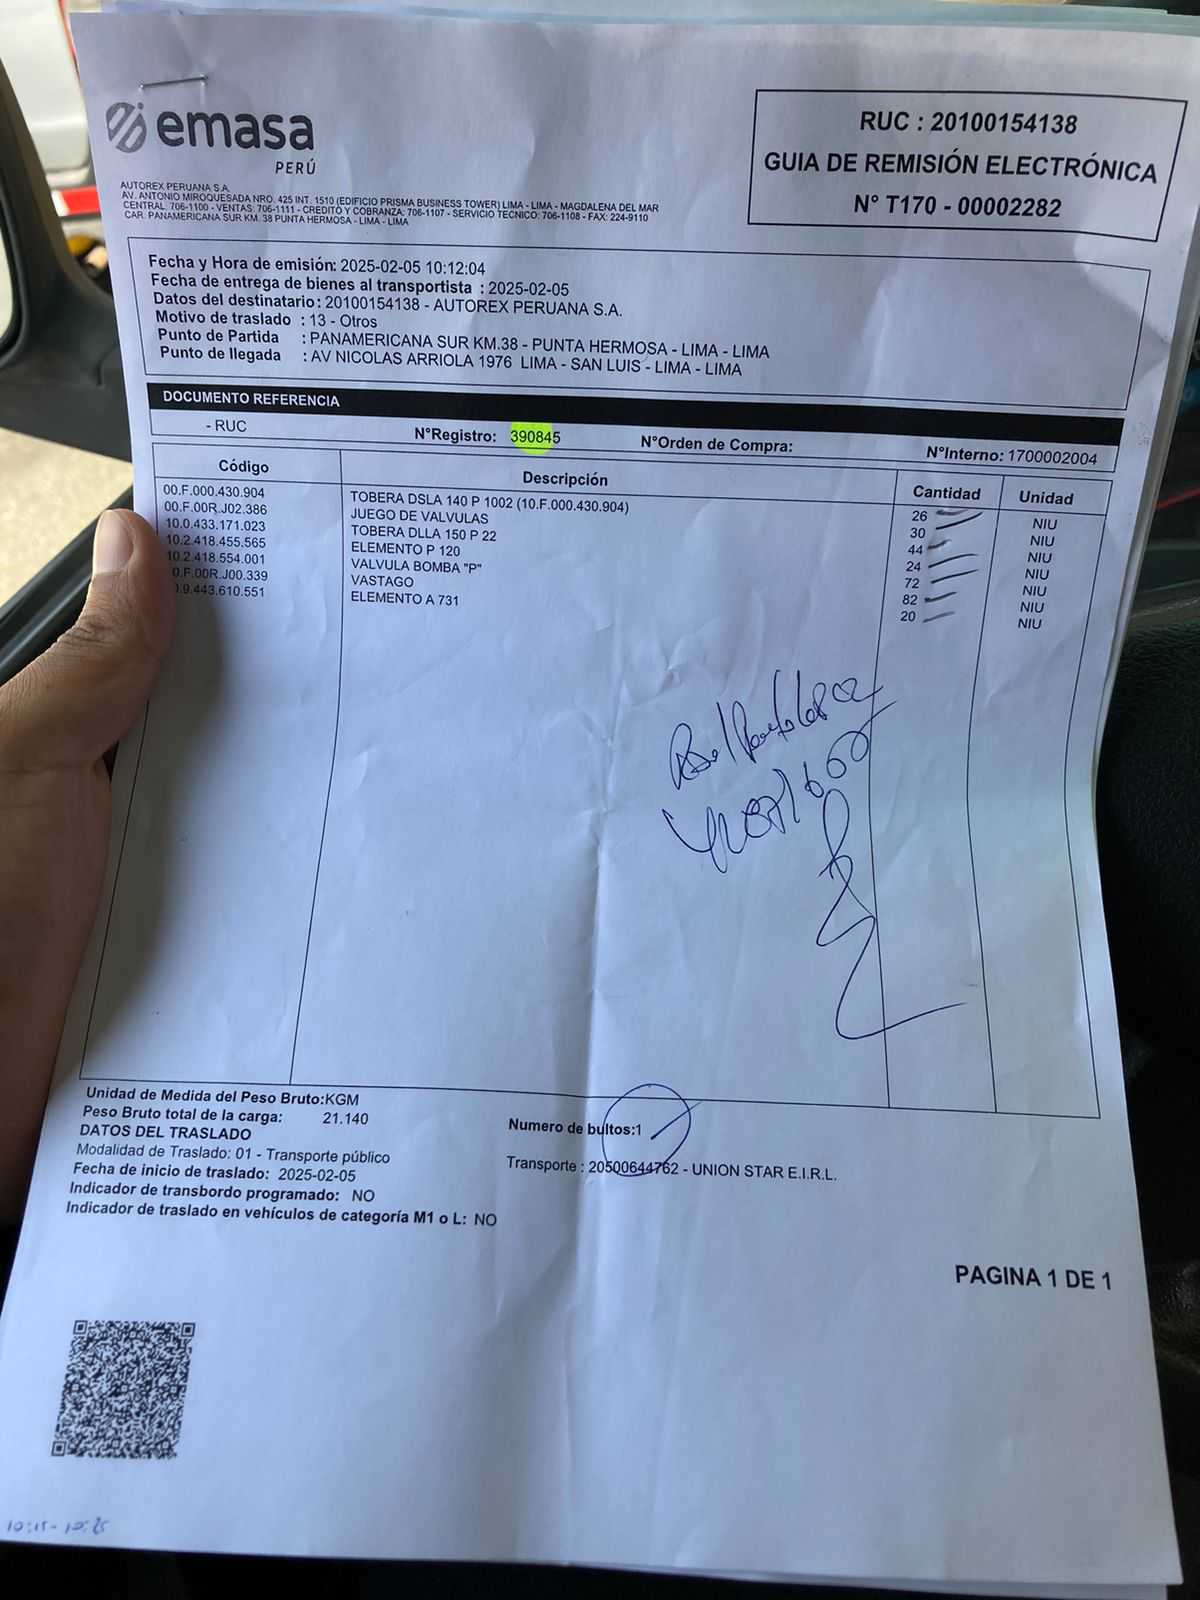 emasa
PERÚ
AUTOREX PERUANA S.A.
AV. ANTONIO MIROQUESADA NRO. 425 INT. 1510 (EDIFICIO PRISMA BUSINESS TOWER) LIMA - LIMA - MAGDALENA DEL MAR
CENTRAL: 706-1100 - VENTAS: 706-1111 - CREDITO Y COBRANZA: 706-1107 - SERVICIO TECNICO: 706-1108 - FAX: 224-9110
CAR. PANAMERICANA SUR KM. 38 PUNTA HERMOSA - LIMA - LIMA
RUC : 20100154138
GUIA DE REMISIÓN ELECTRÓNICA
N° T170 - 00002282
Fecha y Hora de emisión: 2025-02-05 10:12:04
Fecha de entrega de bienes al transportista : 2025-02-05
Datos del destinatario : 20100154138 - AUTOREX PERUANA S.A.
Motivo de traslado : 13 - Otros
Punto de Partida : PANAMERICANA SUR KM.38 - PUNTA HERMOSA - LIMA - LIMA
Punto de llegada : AV NICOLAS ARRIOLA 1976 LIMA - SAN LUIS - LIMA - LIMA
DOCUMENTO REFERENCIA
- RUC N°Registro: 390845 N°Orden de Compra: N°Interno: 1700002004
Código Descripción Cantidad Unidad
00.F.000.430.904 TOBERA DSLA 140 P 1002 (10.F.000.430.904) 26 NIU
00.F.00R.J02.386 JUEGO DE VALVULAS 30 NIU
10.0.433.171.023 TOBERA DLLA 150 P 22 44 NIU
10.2.418.455.565 ELEMENTO P 120 24 NIU
10.2.418.554.001 VALVULA BOMBA "P" 72 NIU
0.F.00R.J00.339 VASTAGO 82 NIU
0.9.443.610.551 ELEMENTO A 731 20 NIU
Unidad de Medida del Peso Bruto:KGM
Peso Bruto total de la carga: 21.140
Numero de bultos:1
DATOS DEL TRASLADO
Modalidad de Traslado: 01 - Transporte público
Transporte : 20500644762 - UNION STAR E.I.R.L.
Fecha de inicio de traslado: 2025-02-05
Indicador de transbordo programado: NO
Indicador de traslado en vehículos de categoría M1 o L: NO
PAGINA 1 DE 1